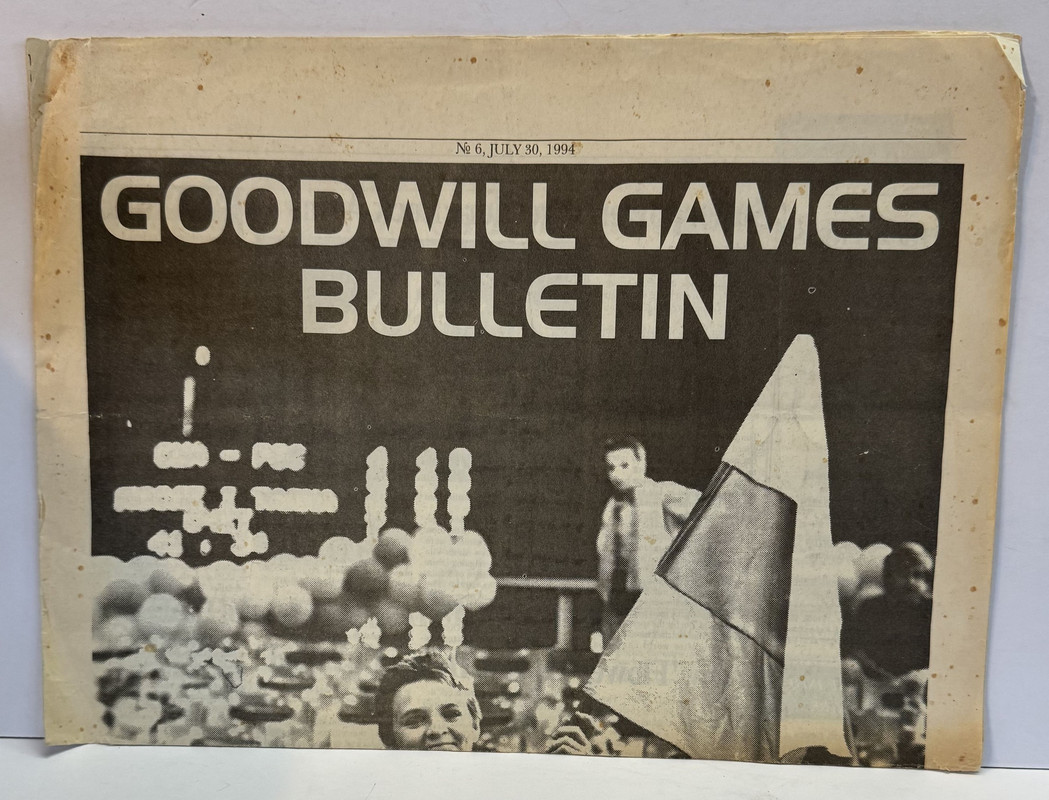 № 6, JULY 30, 1994
GOODWILL GAMES
BULLETIN